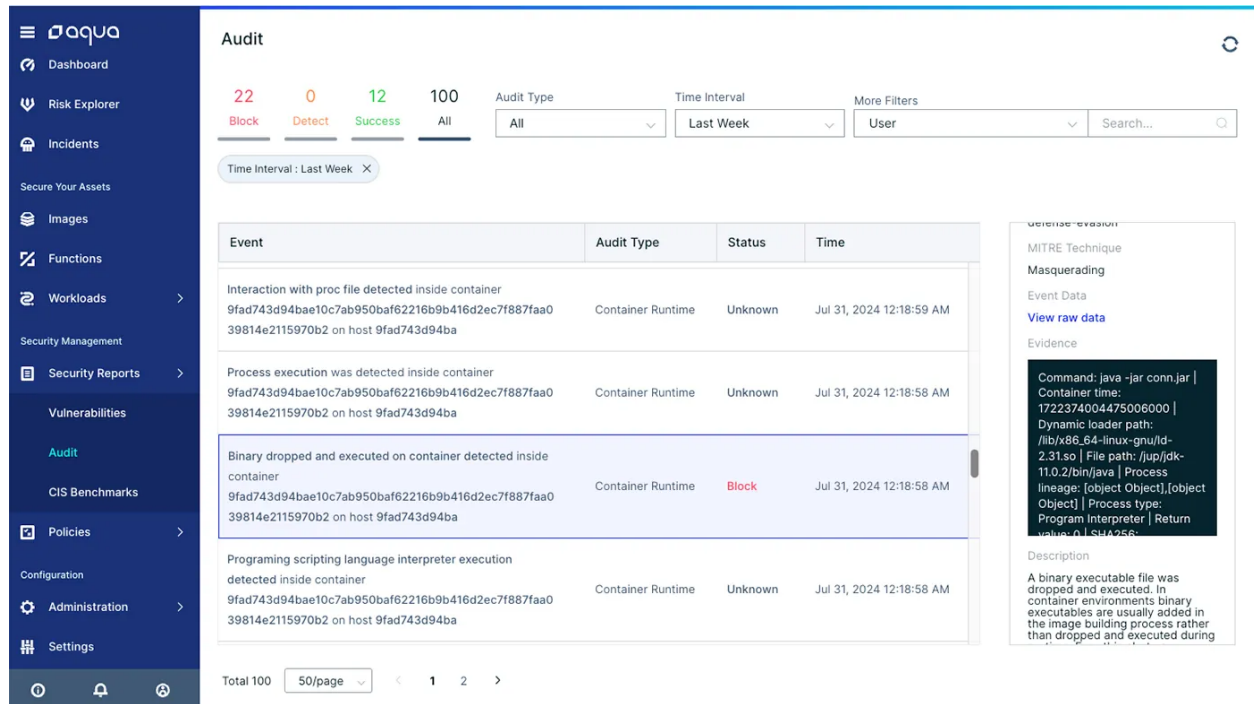 aqua
Dashboard
Risk Explorer
Incidents
Secure Your Assets
Images
Functions
Workloads
Security Management
Security Reports
Vulnerabilities
Audit
CIS Benchmarks
Policies
Configuration
Administration
Settings
Audit
22
Block
0
Detect
12
Success
100
All
Audit Type
All
Time Interval
Last Week
More Filters
User
Search...
Time Interval : Last Week
Event Audit Type Status Time
Interaction with proc file detected inside container
9fad743d94bae10c7ab950baf62216b9b416d2ec7f887faa0
39814e2115970b2 on host 9fad743d94ba
Container Runtime
Unknown
Jul 31, 2024 12:18:59 AM
Process execution was detected inside container
9fad743d94bae10c7ab950baf62216b9b416d2ec7f887faa0
39814e2115970b2 on host 9fad743d94ba
Container Runtime
Unknown
Jul 31, 2024 12:18:58 AM
Binary dropped and executed on container detected inside
container
9fad743d94bae10c7ab950baf62216b9b416d2ec7f887faa0
39814e2115970b2 on host 9fad743d94ba
Container Runtime
Block
Jul 31, 2024 12:18:58 AM
Programing scripting language interpreter execution
detected inside container
9fad743d94bae10c7ab950baf62216b9b416d2ec7f887faa0
39814e2115970b2 on host 9fad743d94ba
Container Runtime
Unknown
Jul 31, 2024 12:18:58 AM
Total 100
50/page
1
2
defense-evasion
MITRE Technique
Masquerading
Event Data
View raw data
Evidence
Command: java -jar conn.jar |
Container time:
1722374004475006000 |
Dynamic loader path:
/lib/x86_64-linux-gnu/ld-
2.31.so | File path: /jup/jdk-
11.0.2/bin/java | Process
lineage: [object Object],[object
Object] | Process type:
Program Interpreter | Return
value: 0 | SHA256:
Description
A binary executable file was
dropped and executed. In
container environments binary
executables are usually added in
the image building process rather
than dropped and executed during